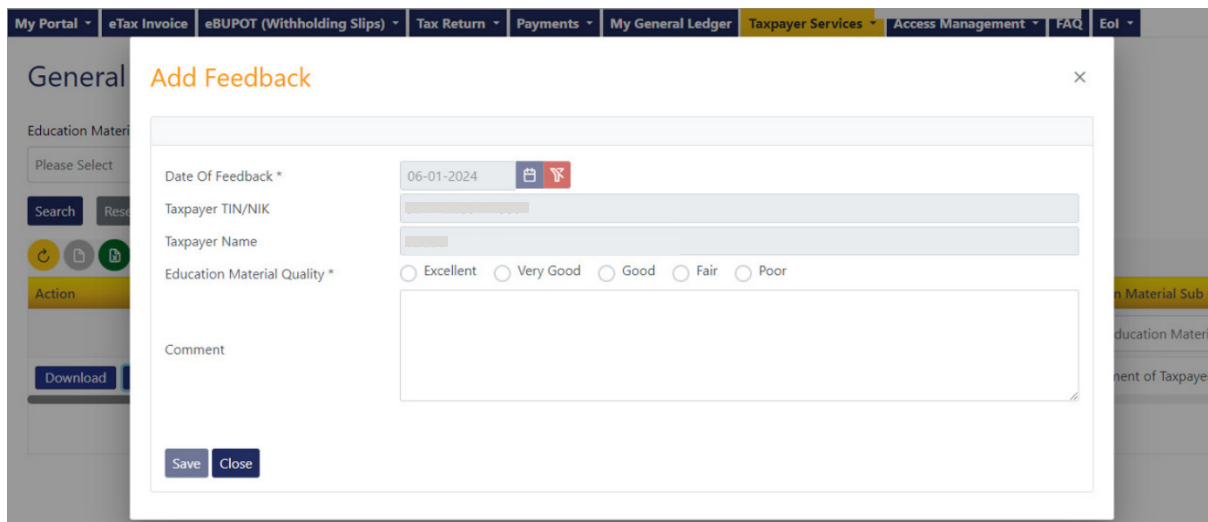 My Portal eTax Invoice eBUPOT (Withholding Slips) Tax Return Payments My General Ledger Taxpayer Services Access Management FAQ EoI
General
Add Feedback
Education Materi
Please Select
Date Of Feedback * 06-01-2024
Taxpayer TIN/NIK
Search Rese
Taxpayer Name
Education Material Quality * Excellent Very Good Good Fair Poor
Action
n Material Sub
ducation Materi
Comment
Download
nent of Taxpaye
Save Close